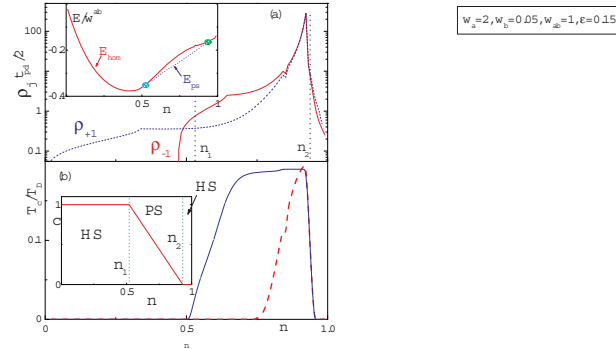 (a)
w_a=2,w_b=0.05,w_ab=1,ε=0.15
E/w^ab
E_hom
-0.2
-0.4
0.5
1
n
E_ps
100
10
1
0.1
ρ_j t_pd/2
ρ_+1
ρ_-1
n_1
n_2
(b)
HS
T_c/T_D
1
C
PS
HS
n_2
n_1
0
0.5
1
n
0.1
0
0.0
0.5
n
1.0
n